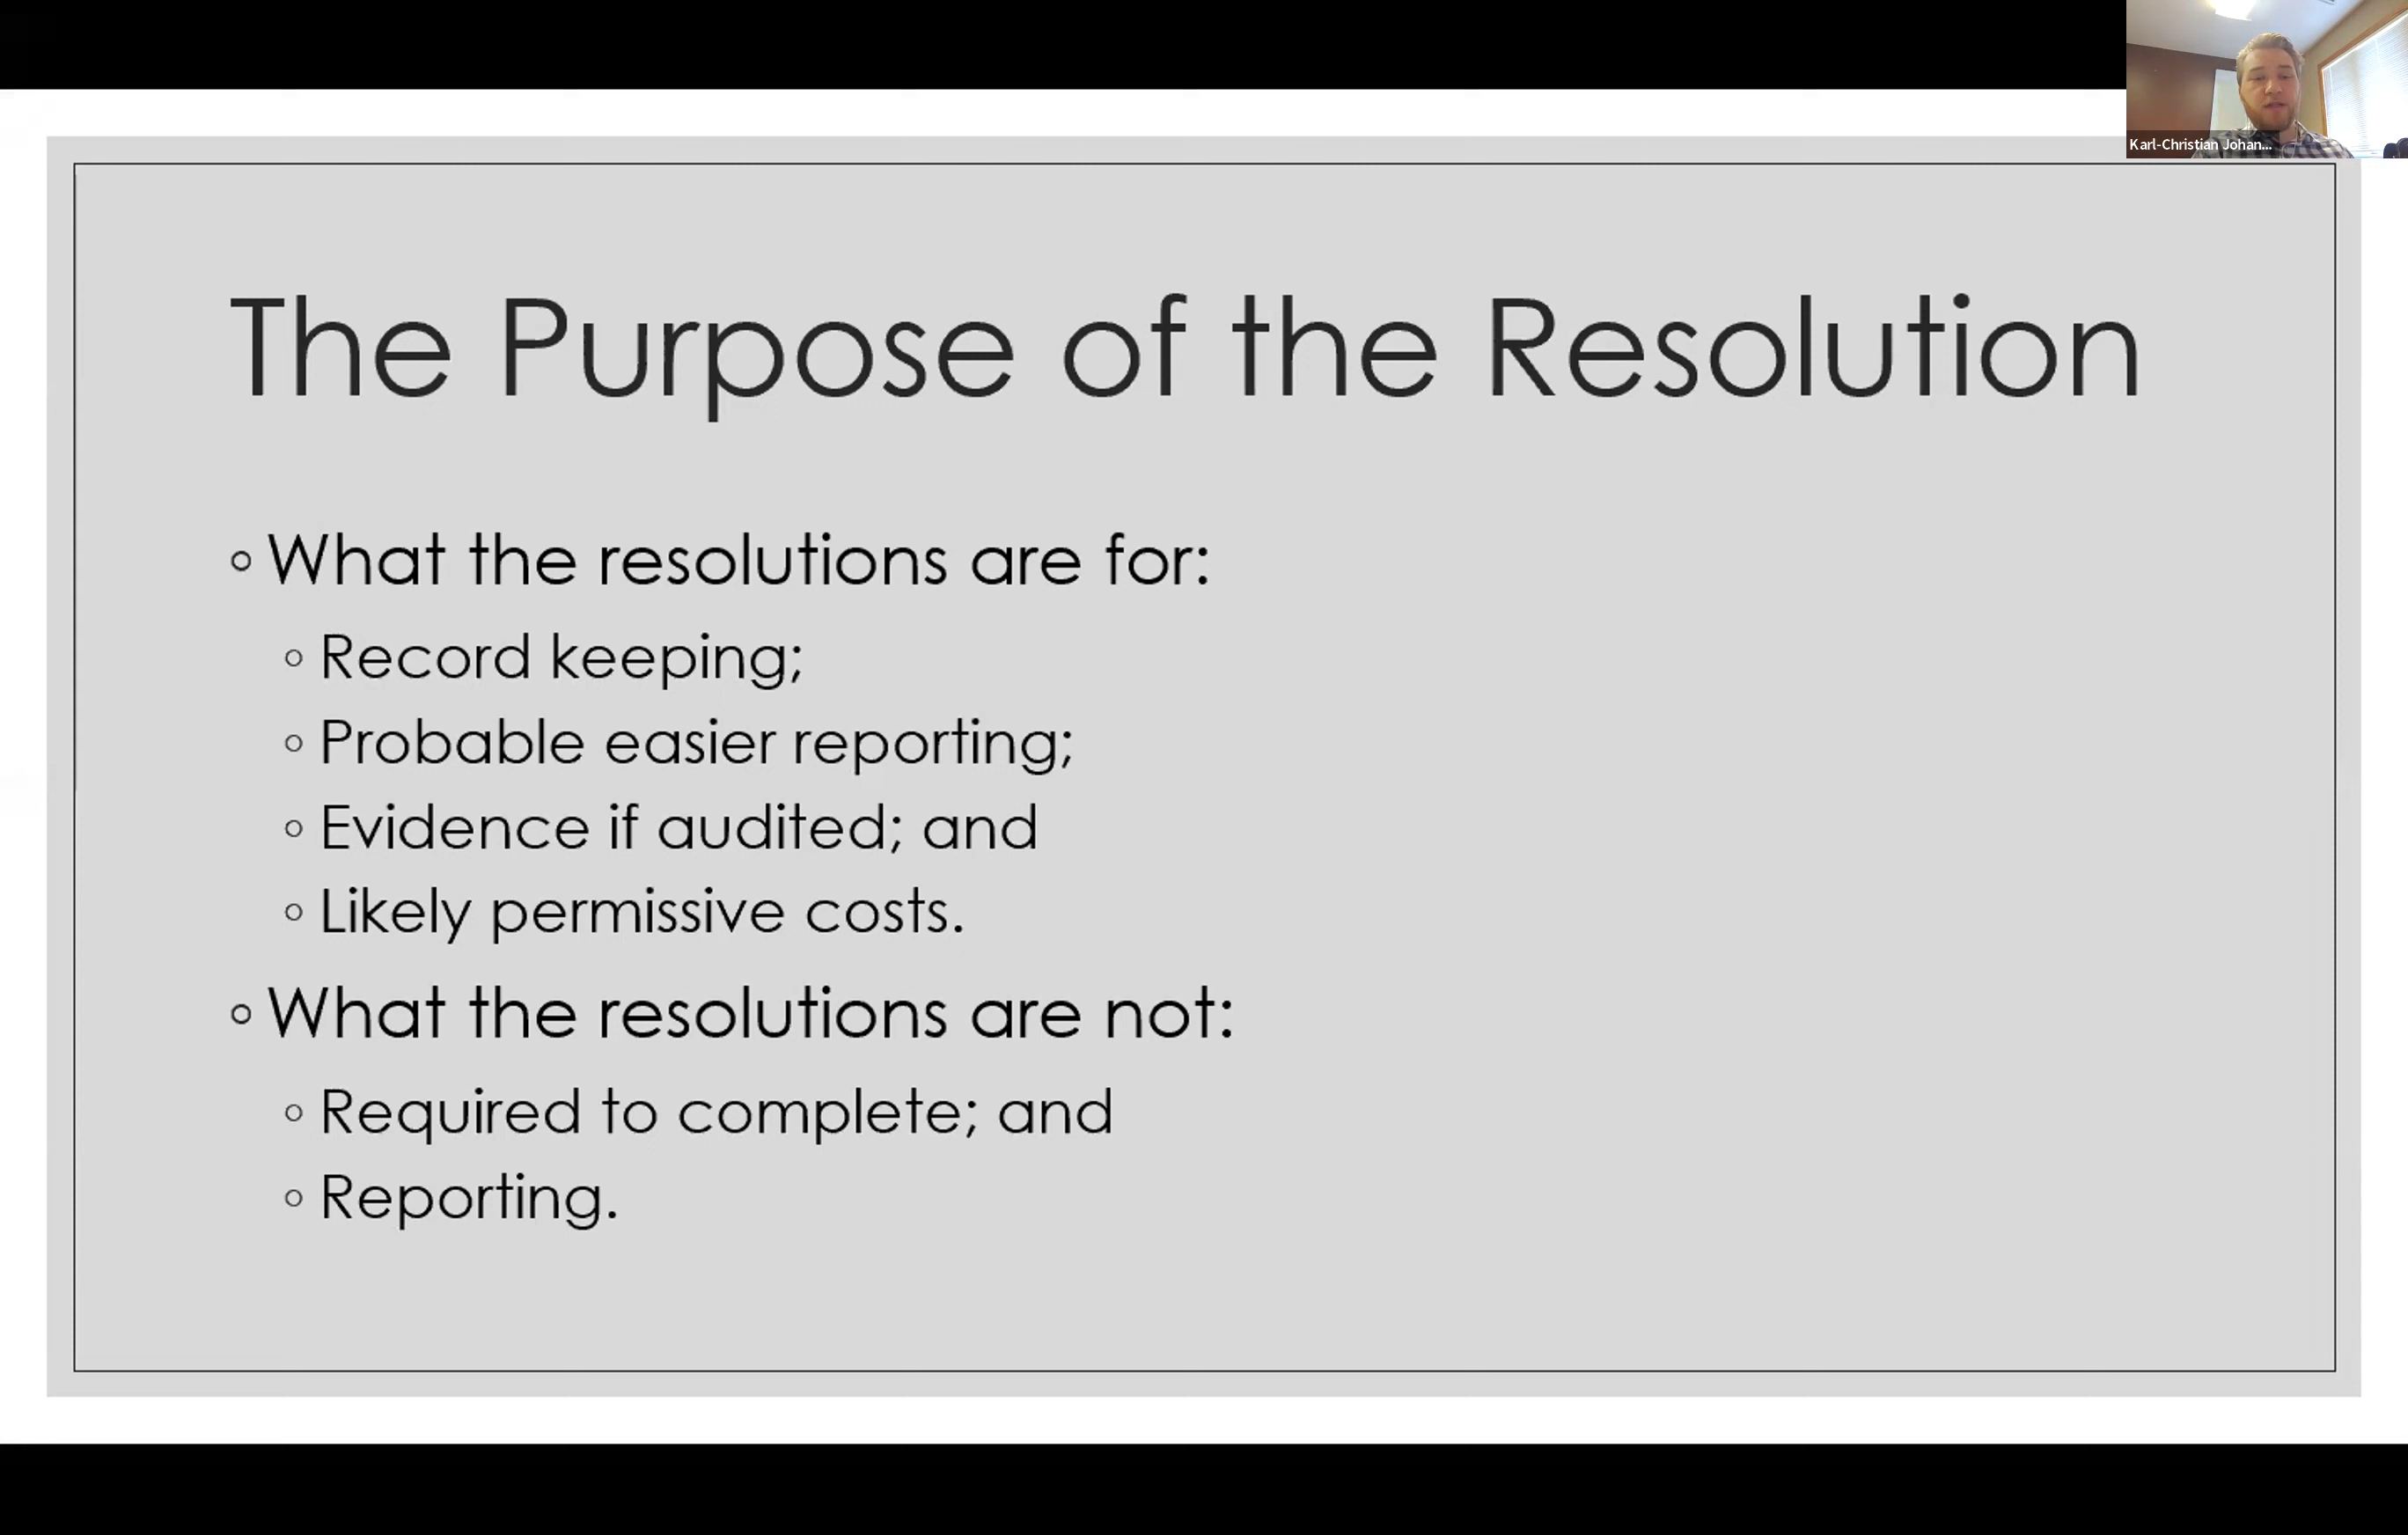 Karl-Christian Johan...
The Purpose of the Resolution
What the resolutions are for:
Record keeping;
Probable easier reporting;
Evidence if audited; and
Likely permissive costs.
What the resolutions are not:
Required to complete; and
Reporting.